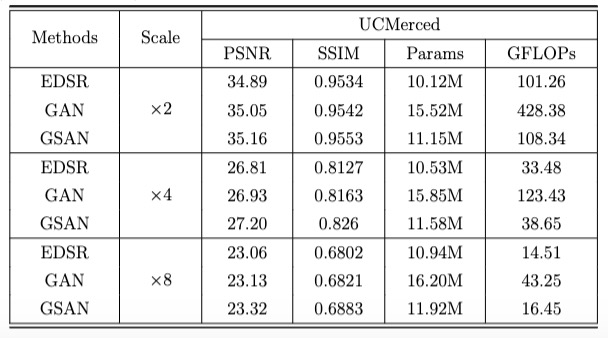 Methods Scale UCMerced
PSNR SSIM Params GFLOPs
EDSR 34.89 0.9534 10.12M 101.26
GAN ×2 35.05 0.9542 15.52M 428.38
GSAN 35.16 0.9553 11.15M 108.34
EDSR 26.81 0.8127 10.53M 33.48
GAN ×4 26.93 0.8163 15.85M 123.43
GSAN 27.20 0.826 11.58M 38.65
EDSR 23.06 0.6802 10.94M 14.51
GAN ×8 23.13 0.6821 16.20M 43.25
GSAN 23.32 0.6883 11.92M 16.45